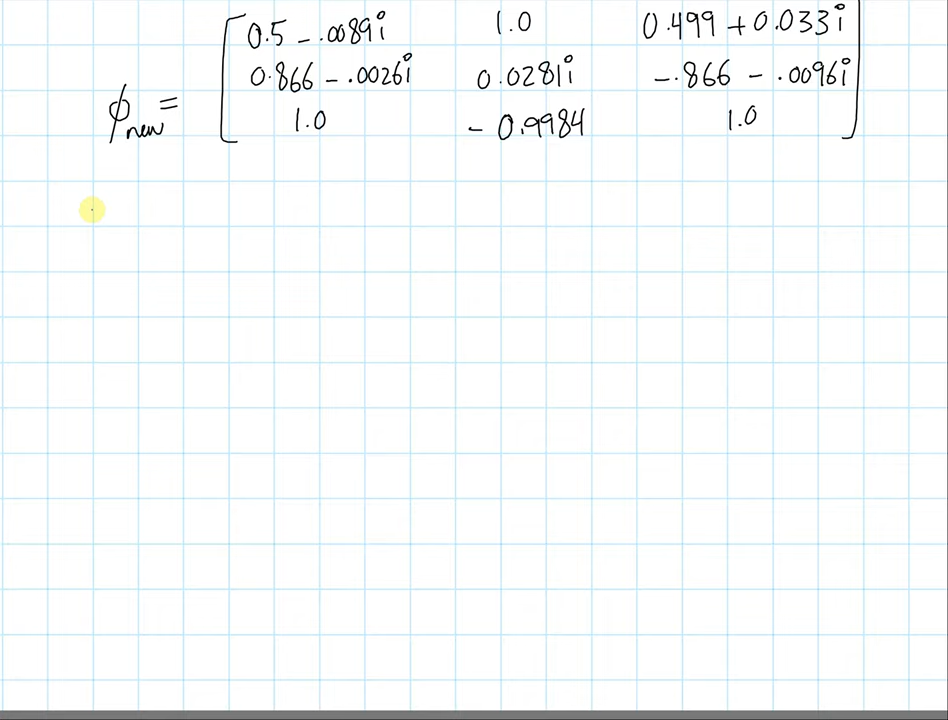 0.5 - .0089i 1.0 0.499 + 0.033i
0.866 - .0026i 0.0281i -.866 - .0096i
ϕnew = 1.0 - 0.9984 1.0